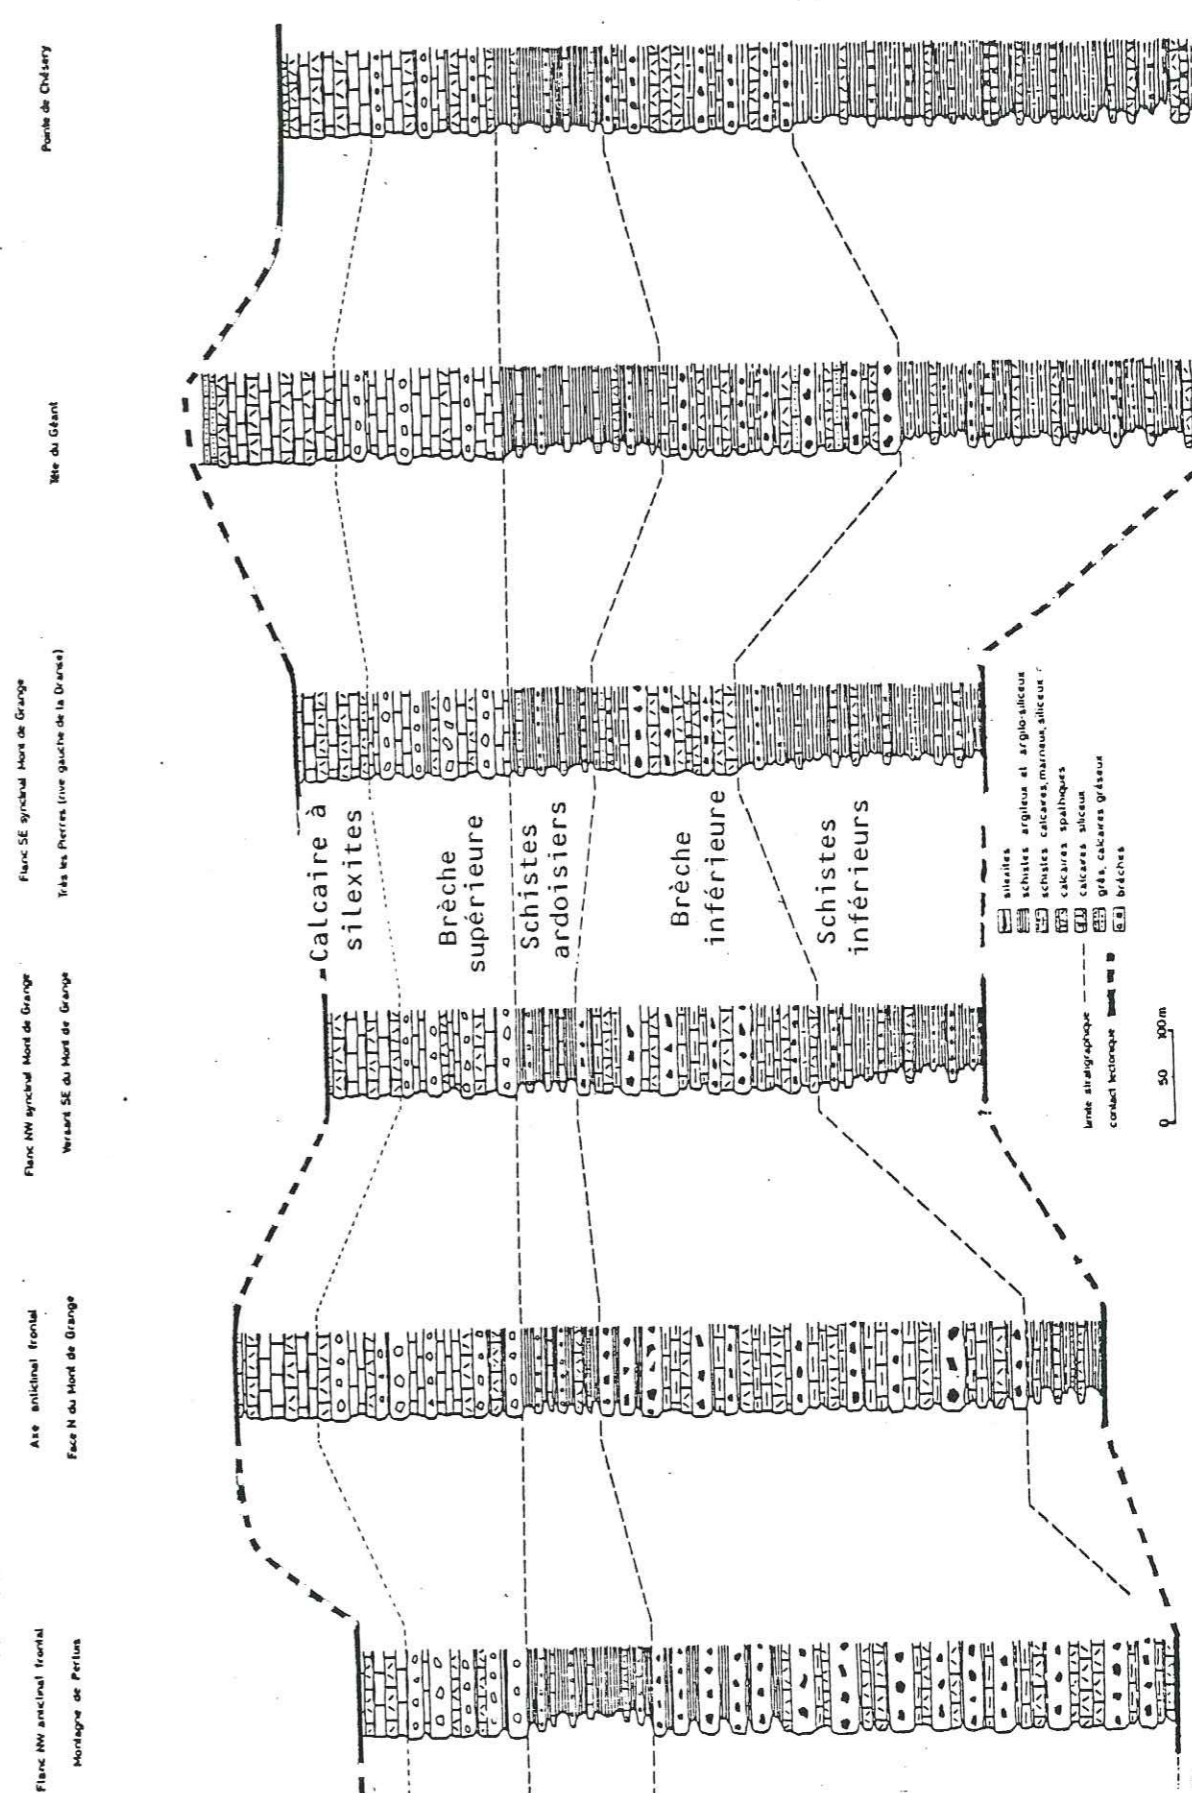 Flanc NW anticlinal frontal
Montagne de Pertuis
Axe anticlinal frontal
Face N du Mont de Grange
Flanc NW synclinal Mont de Grange
Versant SE du Mont de Grange
Flanc SE synclinal Mont de Grange
Très les Pierres (rive gauche de la Dranse)
Tête du Géant
Pointe de Chésery
Calcaire à
silexites
Brèche
supérieure
Schistes
ardoisiers
Brèche
inférieure
Schistes
inférieurs
?
silexites
schistes argileux et argilo-siliceux
schistes calcaires, marneux, siliceux
calcaires spathiques
calcaires siliceux
grès, calcaires gréseux
brèches
limite stratigraphique
contact tectonique
0 50 100m